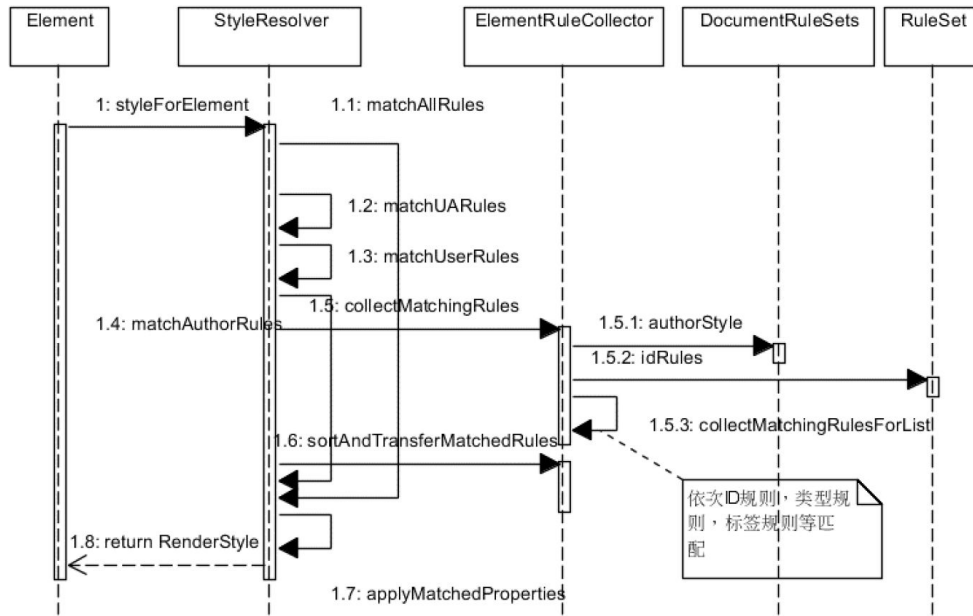 Element
StyleResolver
ElementRuleCollector
DocumentRuleSets
RuleSet
1: styleForElement
1.1: matchAllRules
1.2: matchUARules
1.3: matchUserRules
1.4: matchAuthorRules
1.5: collectMatchingRules
1.5.1: authorStyle
1.5.2: idRules
1.5.3: collectMatchingRulesForList
1.6: sortAndTransferMatchedRules
依次ID规则，类型规
则，标签规则等匹
配
1.8: return RenderStyle
1.7: applyMatchedProperties